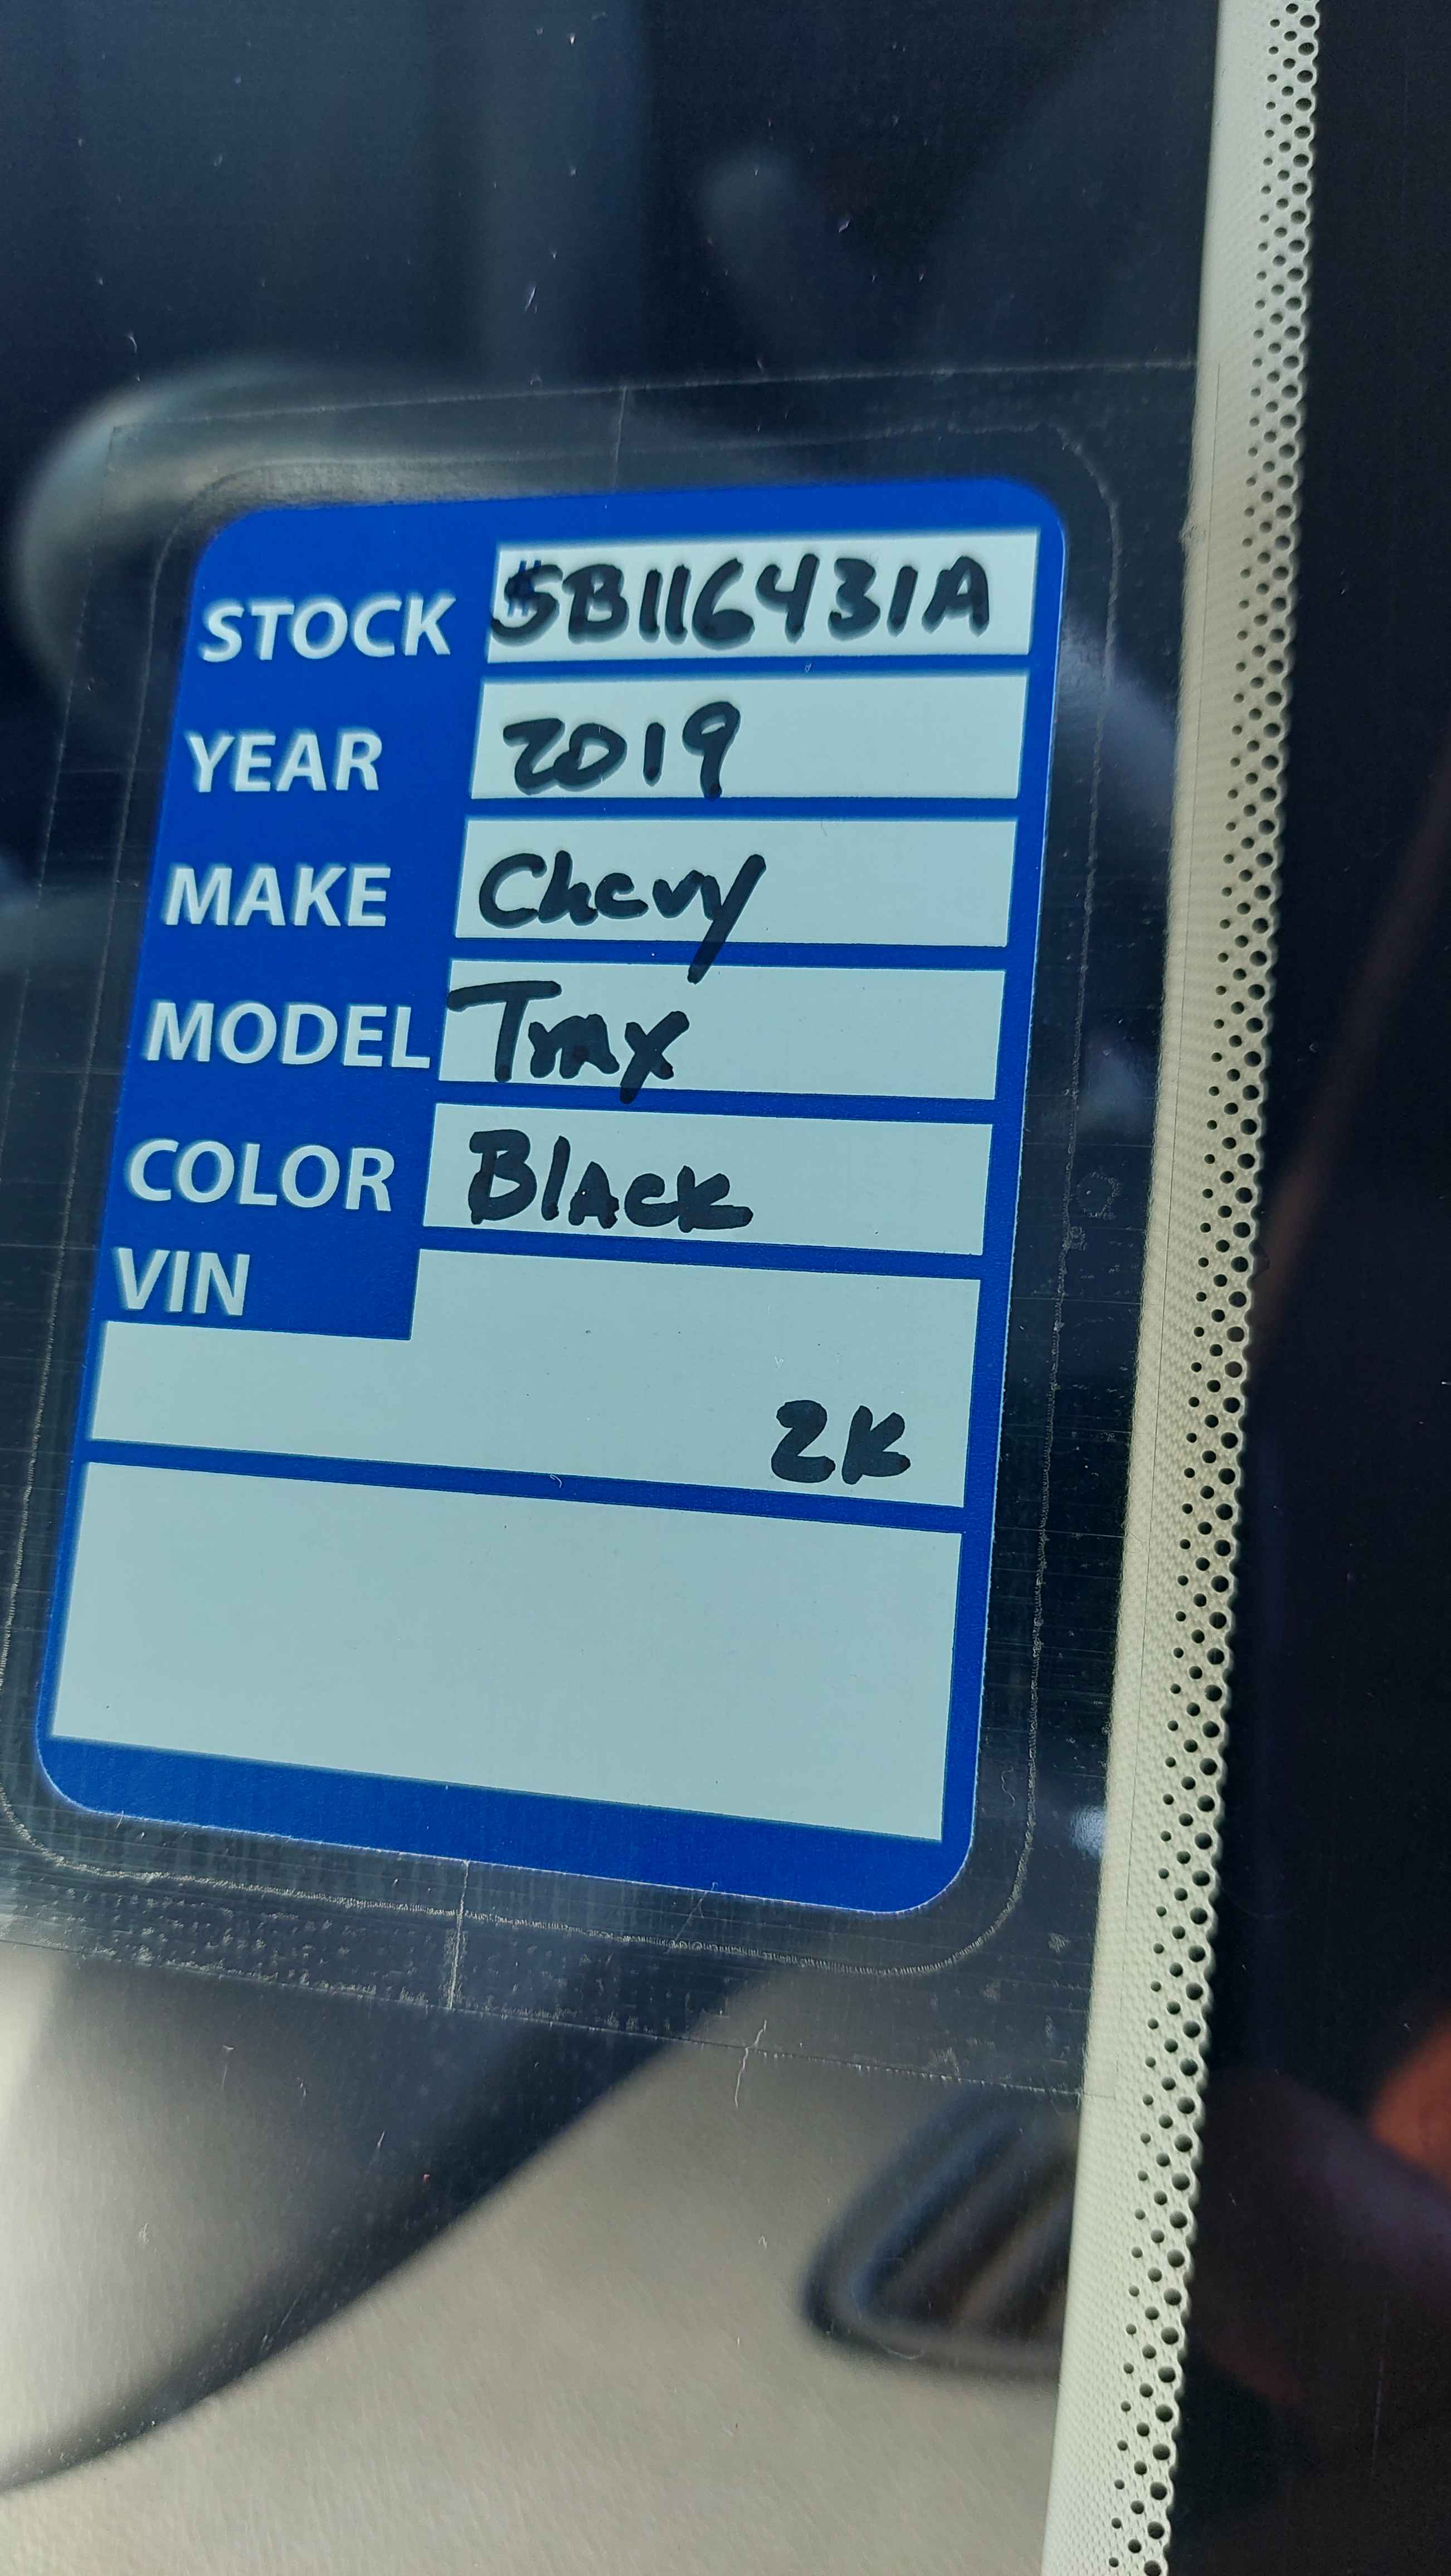 STOCK #5B116431A
YEAR 2019
MAKE Chevy
MODEL Trax
COLOR Black
VIN
2K